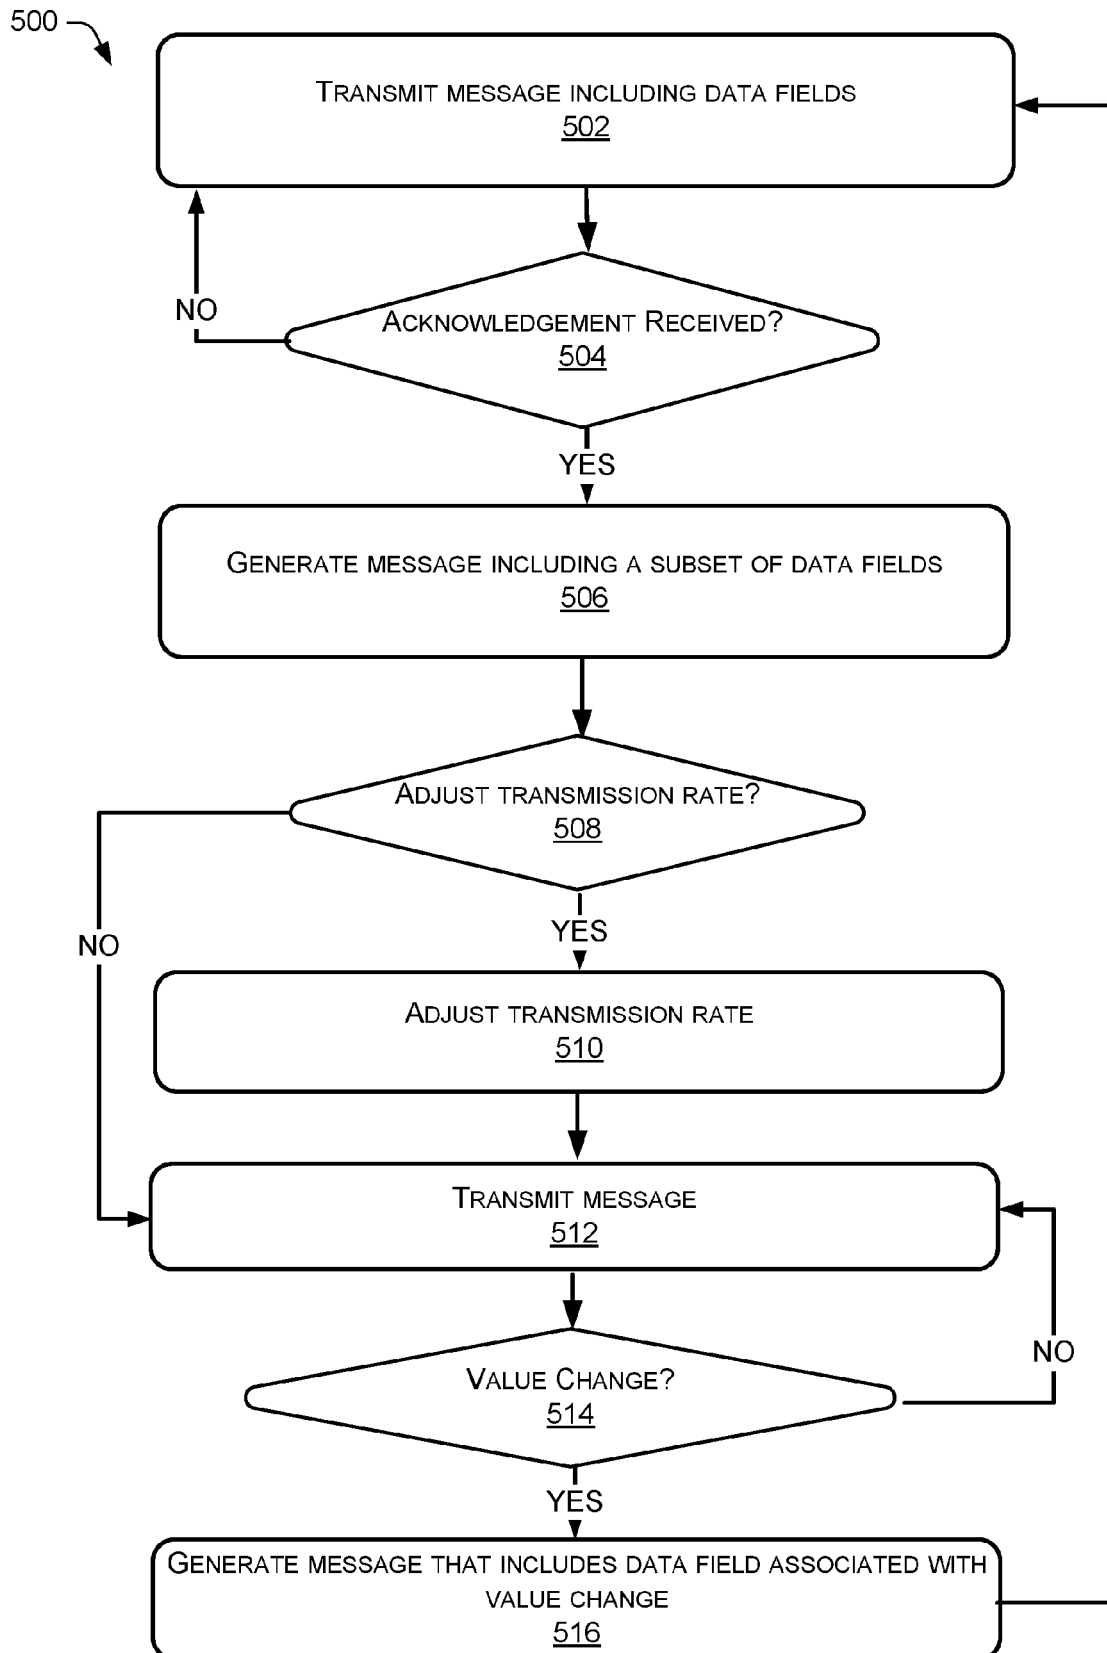 500
TRANSMIT MESSAGE INCLUDING DATA FIELDS
502
NO
ACKNOWLEDGEMENT RECEIVED?
504
YES
GENERATE MESSAGE INCLUDING A SUBSET OF DATA FIELDS
506
ADJUST TRANSMISSION RATE?
508
NO
YES
ADJUST TRANSMISSION RATE
510
TRANSMIT MESSAGE
512
VALUE CHANGE?
514
NO
YES
GENERATE MESSAGE THAT INCLUDES DATA FIELD ASSOCIATED WITH
VALUE CHANGE
516